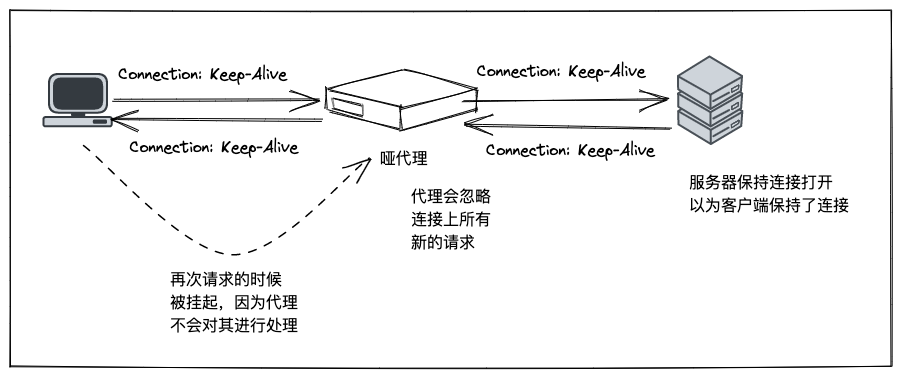 Connection: Keep-Alive
Connection: Keep-Alive
Connection: Keep-Alive
Connection: Keep-Alive
哑代理
代理会忽略
连接上所有
新的请求
服务器保持连接打开
以为客户端保持了连接
再次请求的时候
被挂起，因为代理
不会对其进行处理